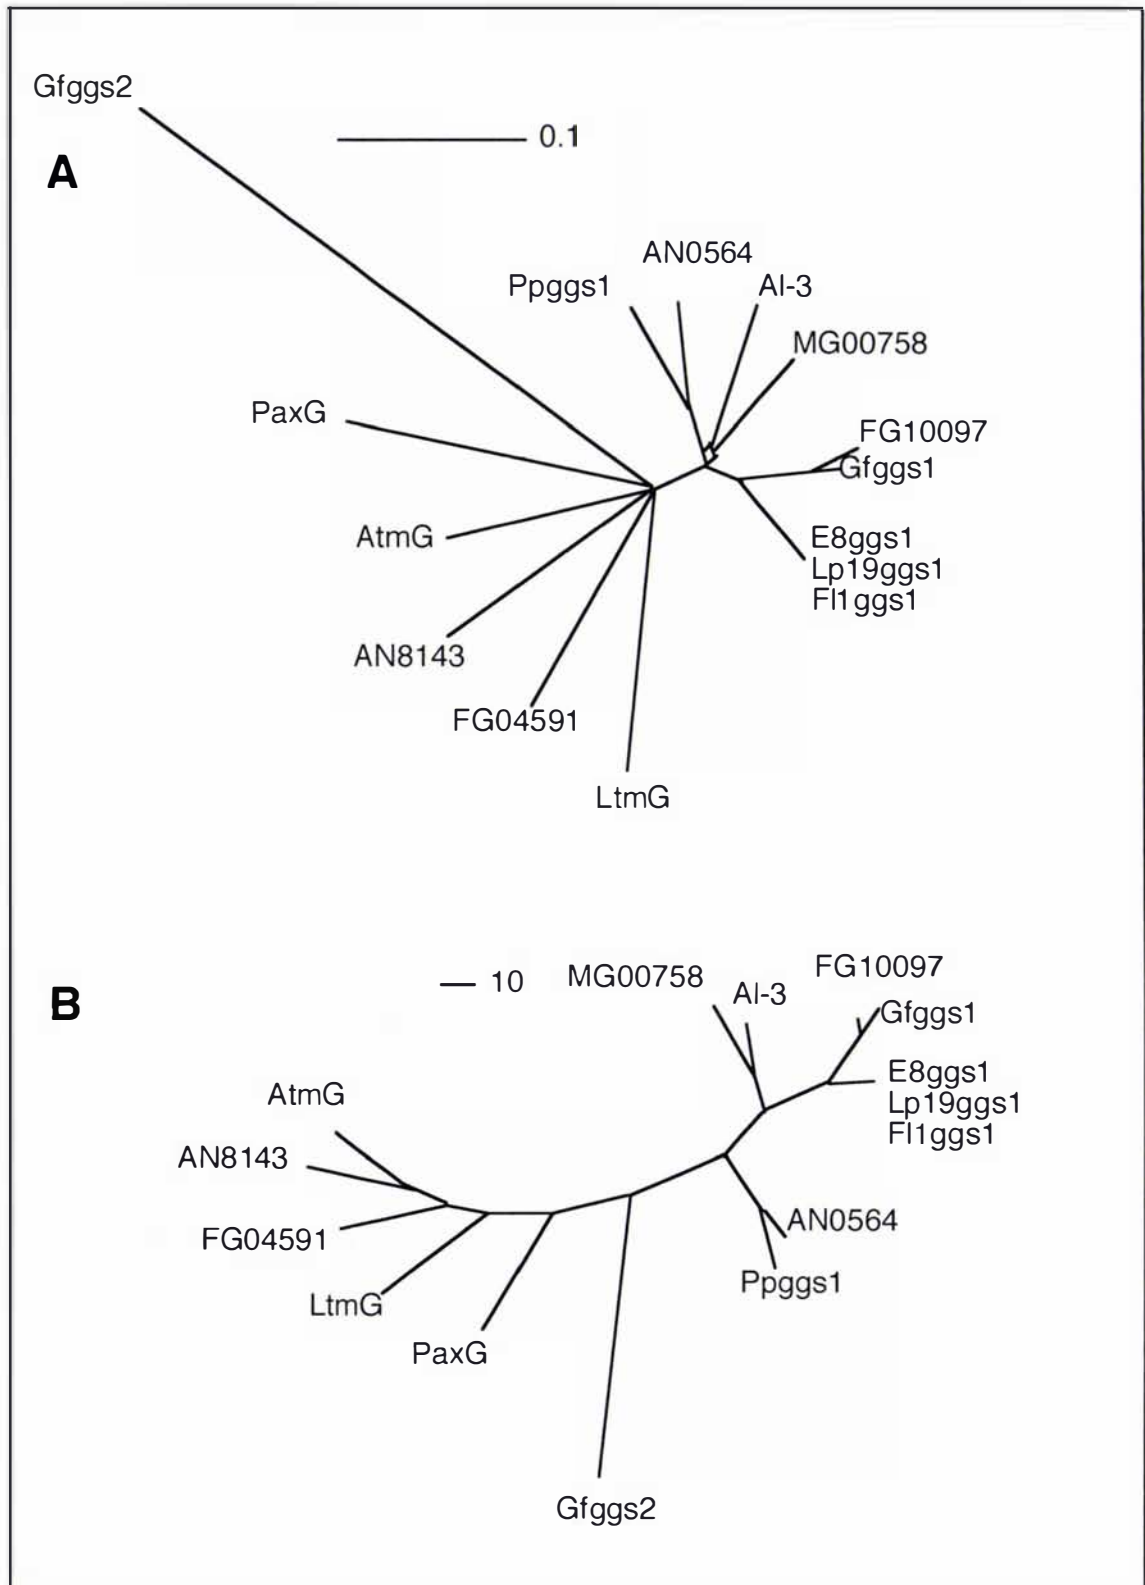 Gfggs2
0.1
A
AN0564
Ppggs1
Al-3
MG00758
PaxG
FG10097
Gfggs1
AtmG
E8ggs1
Lp19ggs1
Fl1ggs1
AN8143
FG04591
LtmG
B
10
MG00758
FG10097
Al-3
Gfggs1
E8ggs1
Lp19ggs1
Fl1ggs1
AtmG
AN8143
FG04591
AN0564
LtmG
Ppggs1
PaxG
Gfggs2